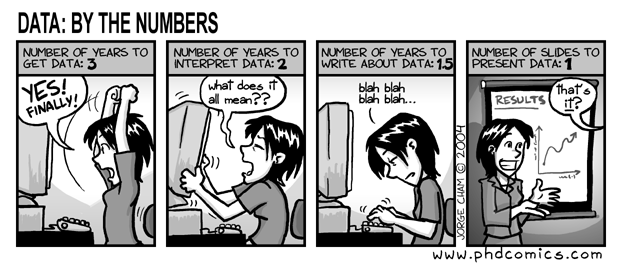 DATA: BY THE NUMBERS
NUMBER OF YEARS TO
GET DATA: 3
YES!
FINALLY!
NUMBER OF YEARS TO
INTERPRET DATA: 2
what does it
all mean??
NUMBER OF YEARS TO
WRITE ABOUT DATA: 1.5
blah blah
blah blah...
JORGE CHAM © 2004
NUMBER OF SLIDES TO
PRESENT DATA: 1
RESULTS
that's
it?
www.phdcomics.com